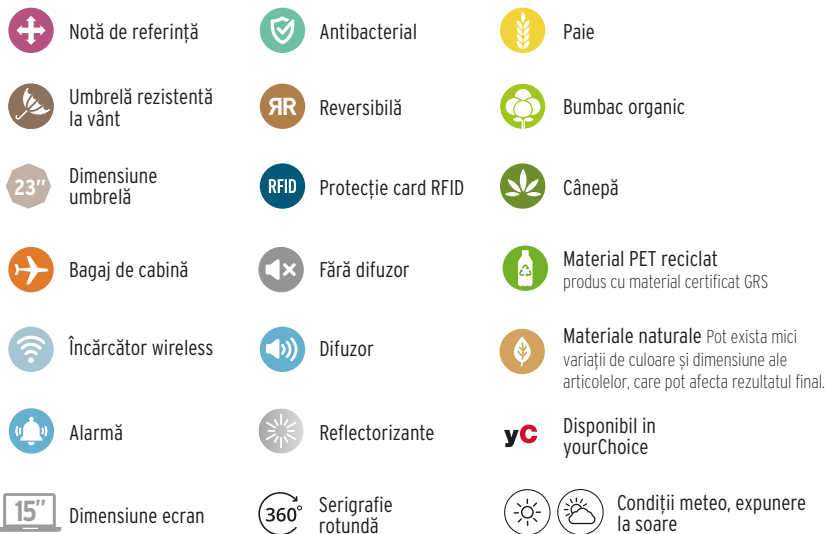 Notă de referință
Antibacterial
Paie
Umbrelă rezistentă
la vânt
ЯR
Reversibilă
Bumbac organic
23"
Dimensiune
umbrelă
RFID
Protecție card RFID
Cânepă
Bagaj de cabină
Fără difuzor
Material PET reciclat
produs cu material certificat GRS
Încărcător wireless
Difuzor
Materiale naturale Pot exista mici
variații de culoare și dimensiune ale
articolelor, care pot afecta rezultatul final.
Alarmă
Reflectorizante
yC
Disponibil in
yourChoice
15"
Dimensiune ecran
360°
Serigrafie
rotundă
Condiții meteo, expunere
la soare